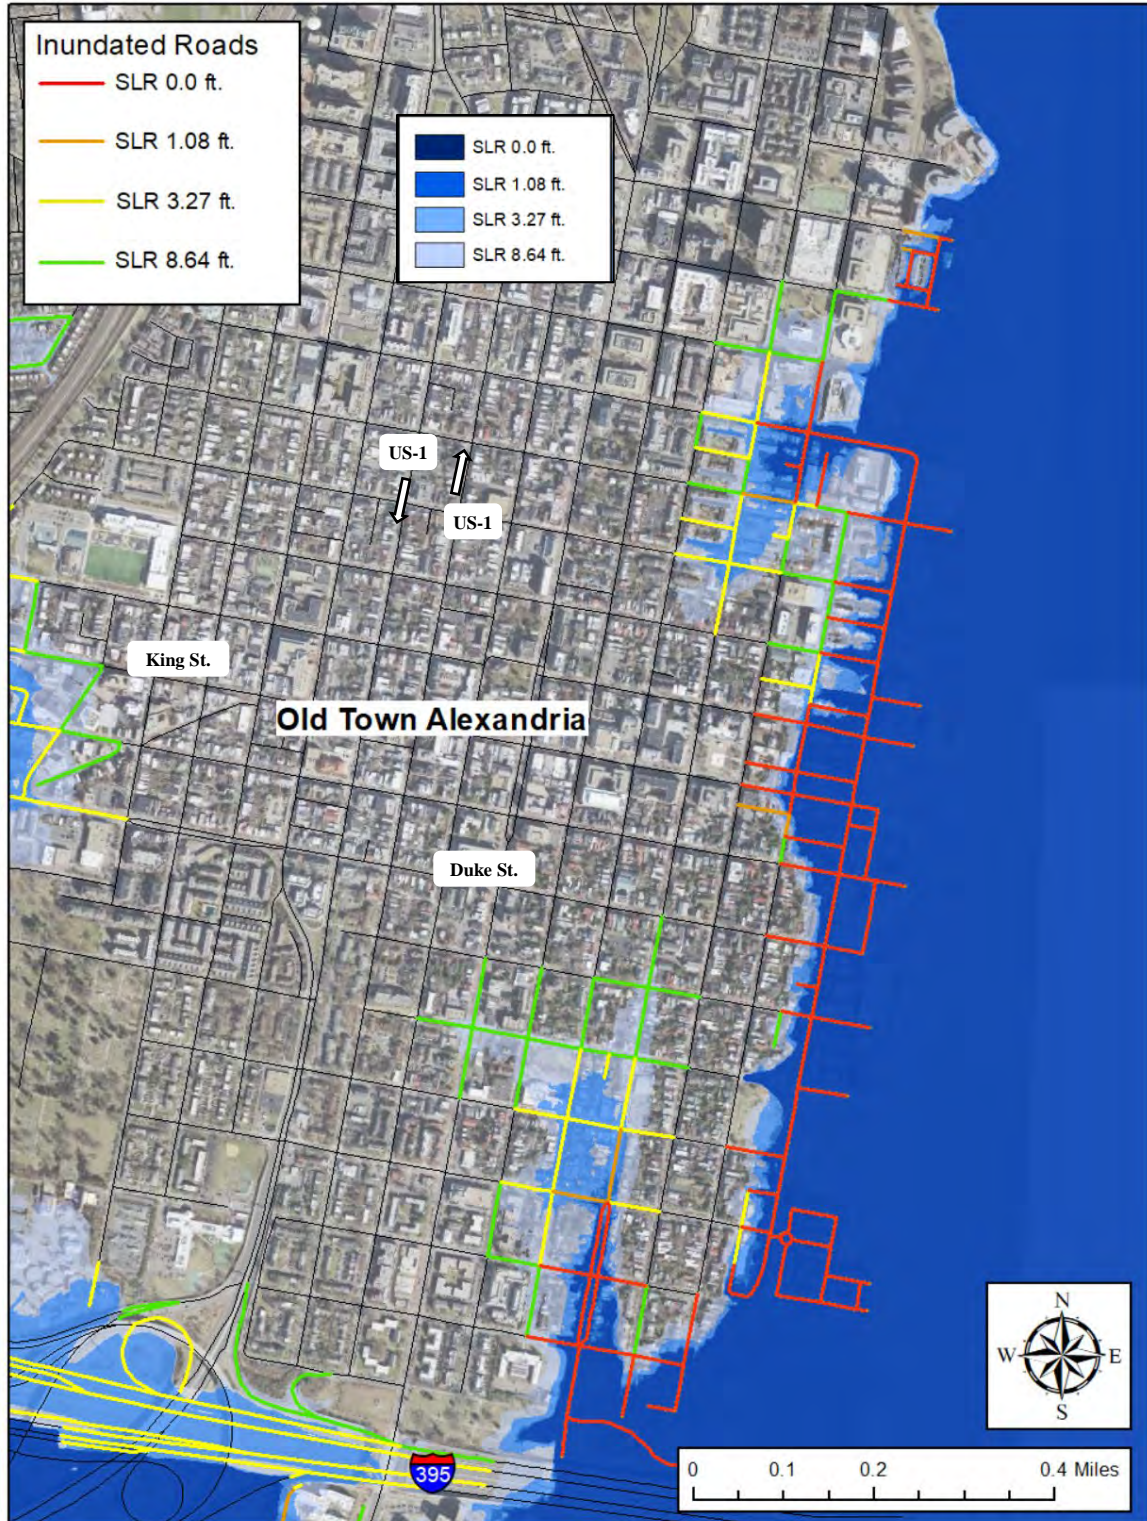 Inundated Roads
SLR 0.0 ft.
SLR 1.08 ft.
SLR 3.27 ft.
SLR 8.64 ft.
SLR 0.0 ft.
SLR 1.08 ft.
SLR 3.27 ft.
SLR 8.64 ft.
US-1
US-1
King St.
Old Town Alexandria
Duke St.
N
W E
S
395
0 0.1 0.2 0.4 Miles